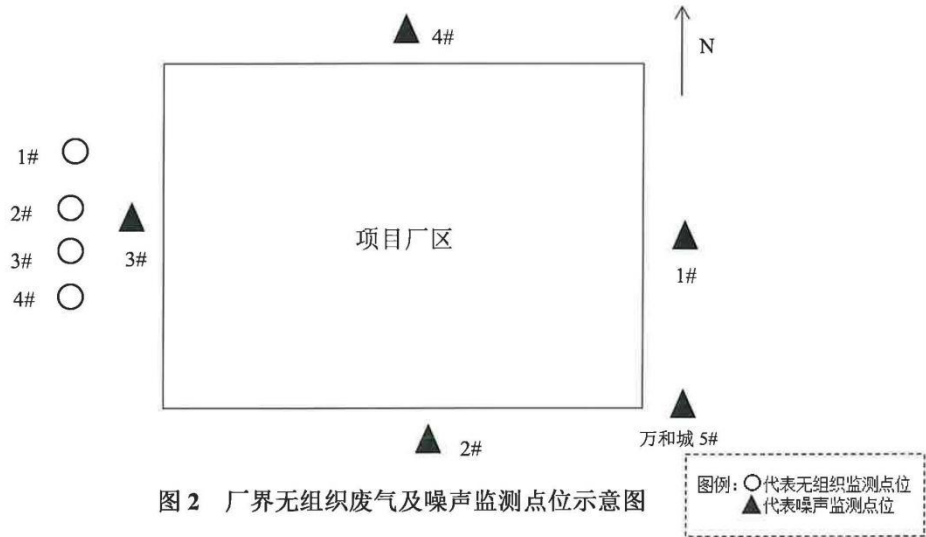 4#
N
1#
2#
3#
4#
3#
项目厂区
1#
2#
万和城 5#
图 2 厂界无组织废气及噪声监测点位示意图
图例：○代表无组织监测点位
▲代表噪声监测点位